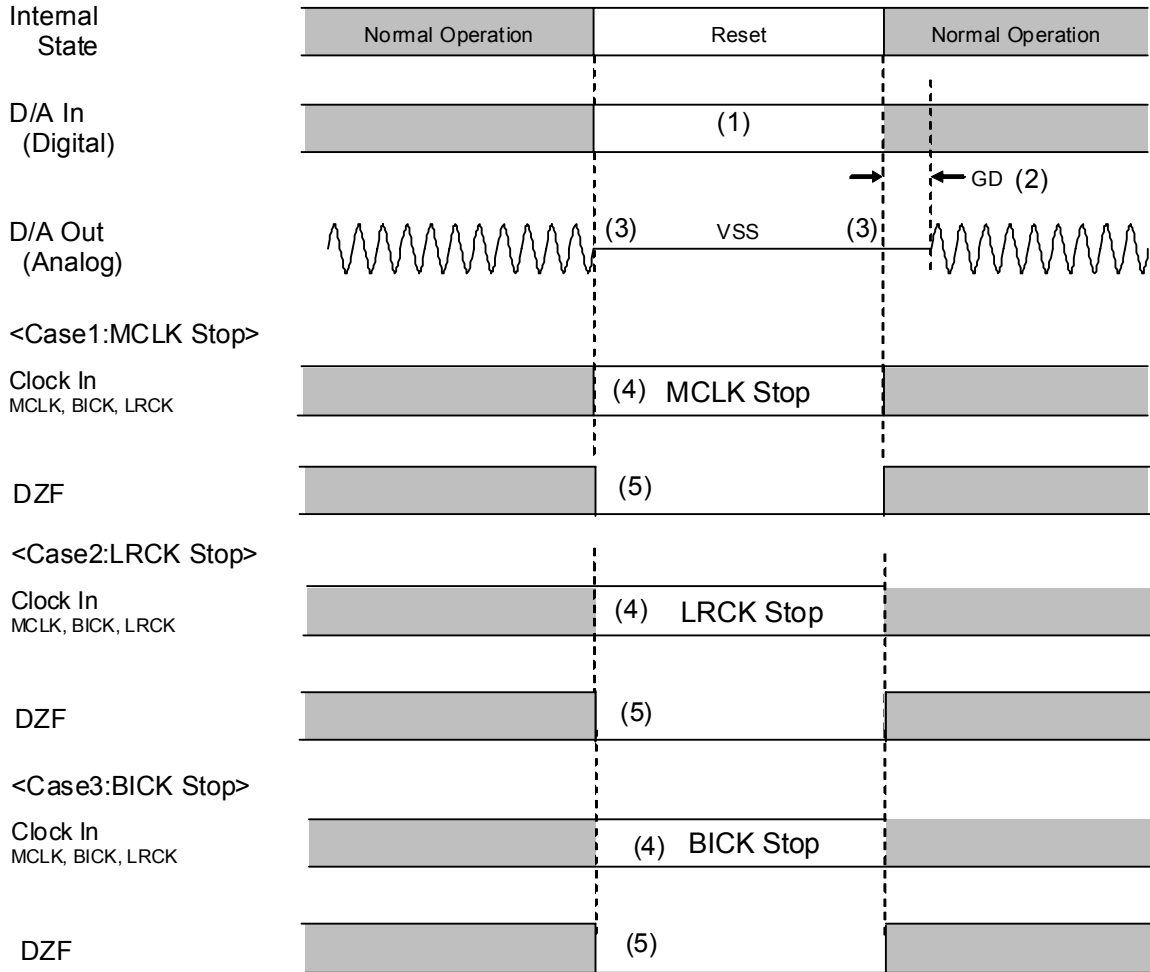 Internal
State
Normal Operation
Reset
Normal Operation
D/A In
(Digital)
(1)
GD (2)
D/A Out
(Analog)
(3)
VSS
(3)
<Case1:MCLK Stop>
Clock In
MCLK, BICK, LRCK
(4) MCLK Stop
DZF
(5)
<Case2:LRCK Stop>
Clock In
MCLK, BICK, LRCK
(4) LRCK Stop
DZF
(5)
<Case3:BICK Stop>
Clock In
MCLK, BICK, LRCK
(4) BICK Stop
DZF
(5)